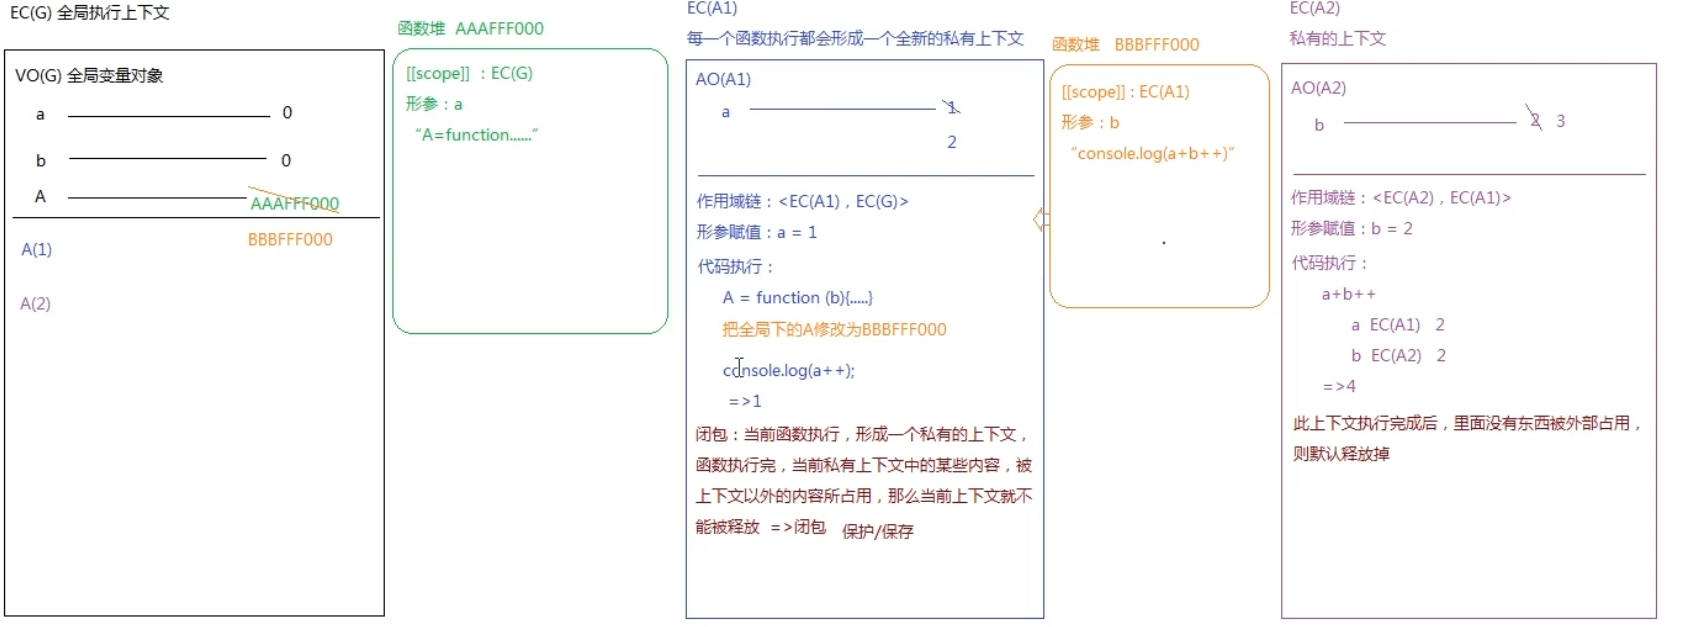 EC(G) 全局执行上下文
VO(G) 全局变量对象
a 0
b 0
A AAAFFF000
BBBFFF000
A(1)
A(2)
函数堆 AAAFFF000
[[scope]] ：EC(G)
形参：a
“A=function......”
EC(A1)
每一个函数执行都会形成一个全新的私有上下文
AO(A1)
a 1
2
作用域链：<EC(A1)，EC(G)>
形参赋值：a = 1
代码执行：
A = function (b){.....}
把全局下的A修改为BBBFFF000
console.log(a++);
=>1
闭包：当前函数执行，形成一个私有的上下文，
函数执行完，当前私有上下文中的某些内容，被
上下文以外的内容所占用，那么当前上下文就不
能被释放 =>闭包 保护/保存
函数堆 BBBFFF000
[[scope]]：EC(A1)
形参：b
“console.log(a+b++)”
EC(A2)
私有的上下文
AO(A2)
b 2 3
作用域链：<EC(A2)，EC(A1)>
形参赋值：b = 2
代码执行：
a+b++
a EC(A1) 2
b EC(A2) 2
=>4
此上下文执行完成后，里面没有东西被外部占用，
则默认释放掉